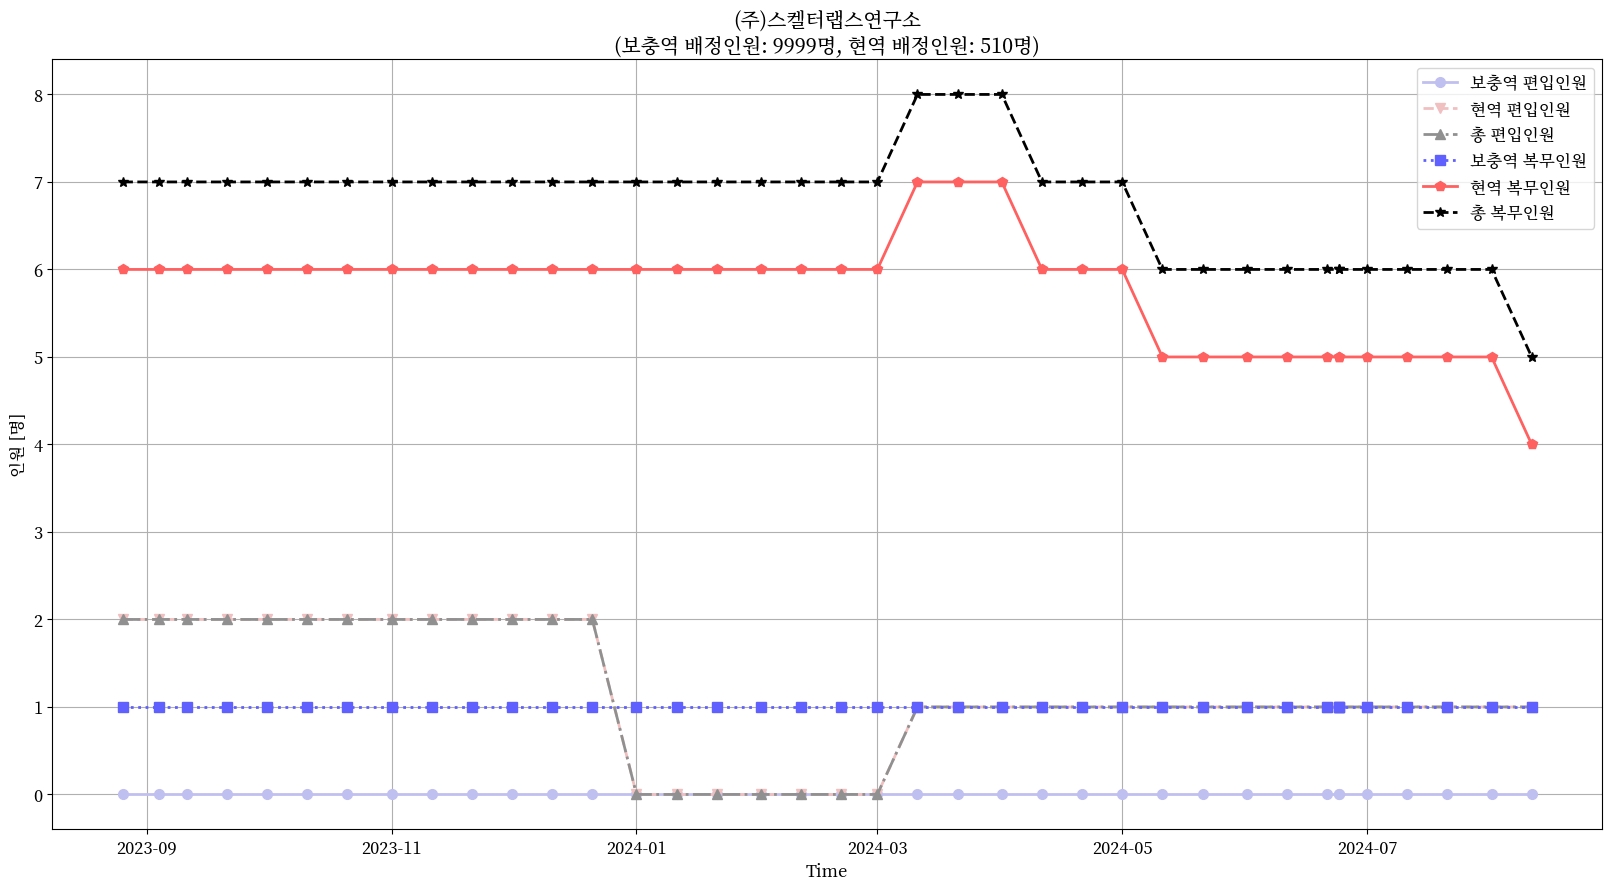 (주)스켈터랩스연구소
(보충역 배정인원: 9999명, 현역 배정인원: 510명)
보충역 편입인원
현역 편입인원
총 편입인원
보충역 복무인원
현역 복무인원
총 복무인원
인원 [명]
8
7
6
5
4
3
2
1
0
2023-09
2023-11
2024-01
2024-03
2024-05
2024-07
Time